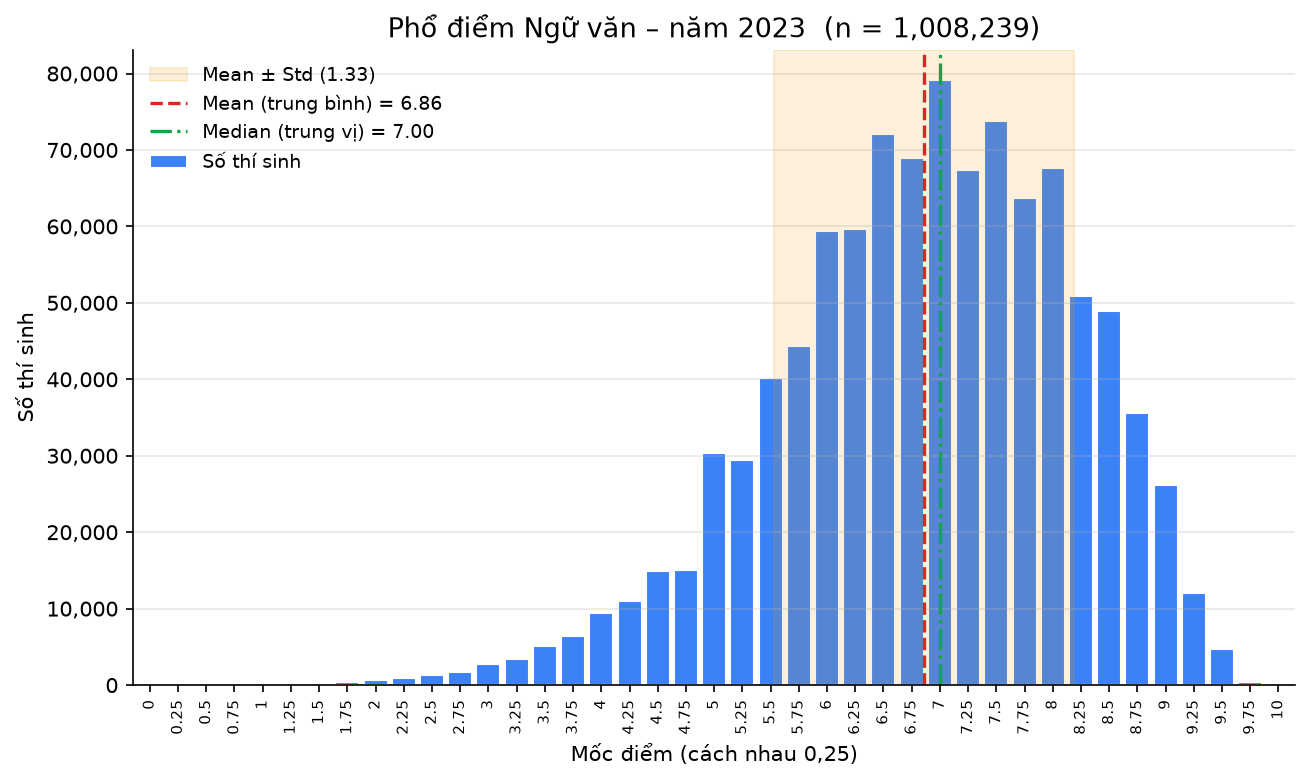 Phổ điểm Ngữ văn – năm 2023 (n = 1,008,239)
Mean ± Std (1.33)
Mean (trung bình) = 6.86
Median (trung vị) = 7.00
Số thí sinh
80,000
70,000
60,000
50,000
40,000
30,000
20,000
10,000
0
Số thí sinh
0 0.25 0.5 0.75 1 1.25 1.5 1.75 2 2.25 2.5 2.75 3 3.25 3.5 3.75 4 4.25 4.5 4.75 5 5.25 5.5 5.75 6 6.25 6.5 6.75 7 7.25 7.5 7.75 8 8.25 8.5 8.75 9 9.25 9.5 9.75 10
Mốc điểm (cách nhau 0,25)